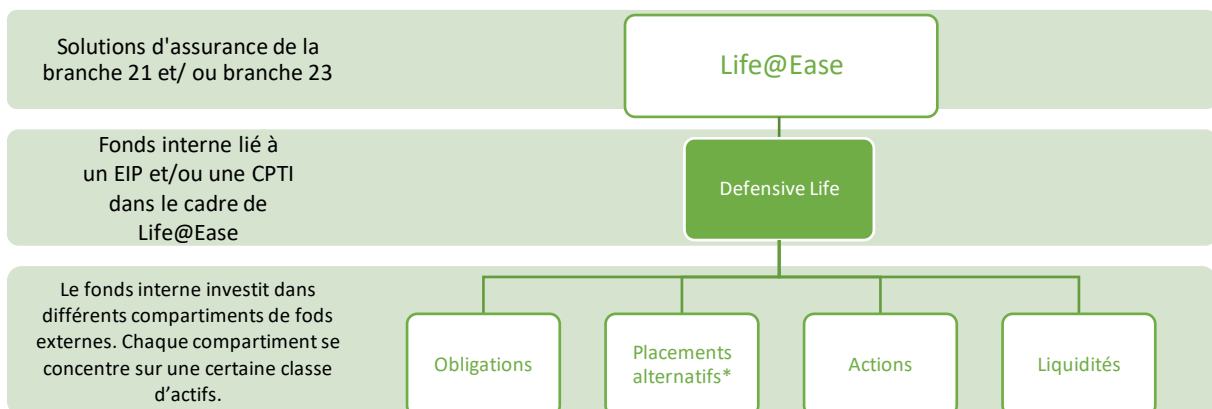 Solutions d'assurance de la
branche 21 et/ ou branche 23
Life@Ease
Fonds interne lié à
un EIP et/ou une CPTI
dans le cadre de
Life@Ease
Defensive Life
Le fonds interne investit dans
différents compartiments de fods
externes. Chaque compartiment se
concentre sur une certaine classe
d’actifs.
Obligations
Placements
alternatifs*
Actions
Liquidités